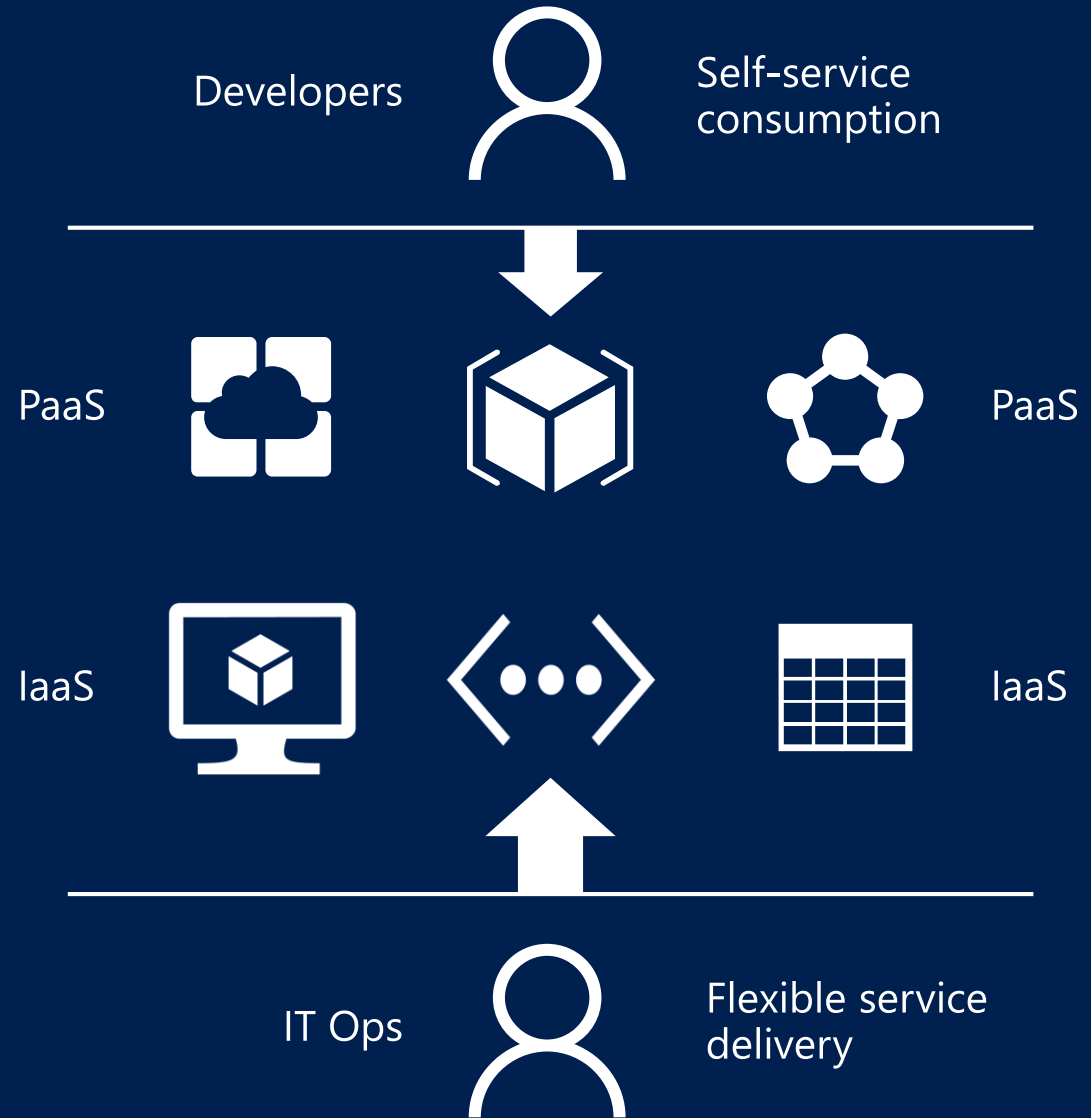 Developers
Self-service
consumption
PaaS
PaaS
IaaS
IaaS
IT Ops
Flexible service
delivery